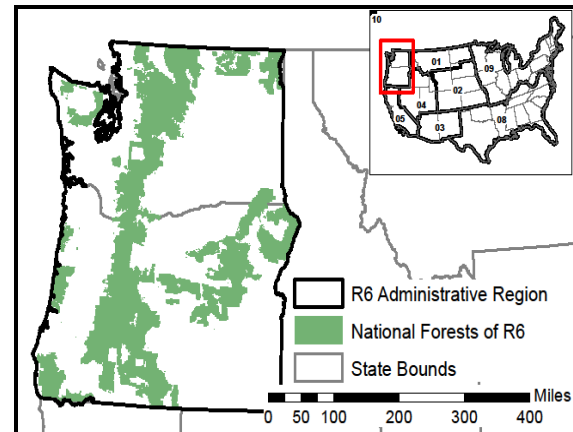 10
01
09
02
04
05
03
08
R6 Administrative Region
National Forests of R6
State Bounds
Miles
0 50 100 200 300 400